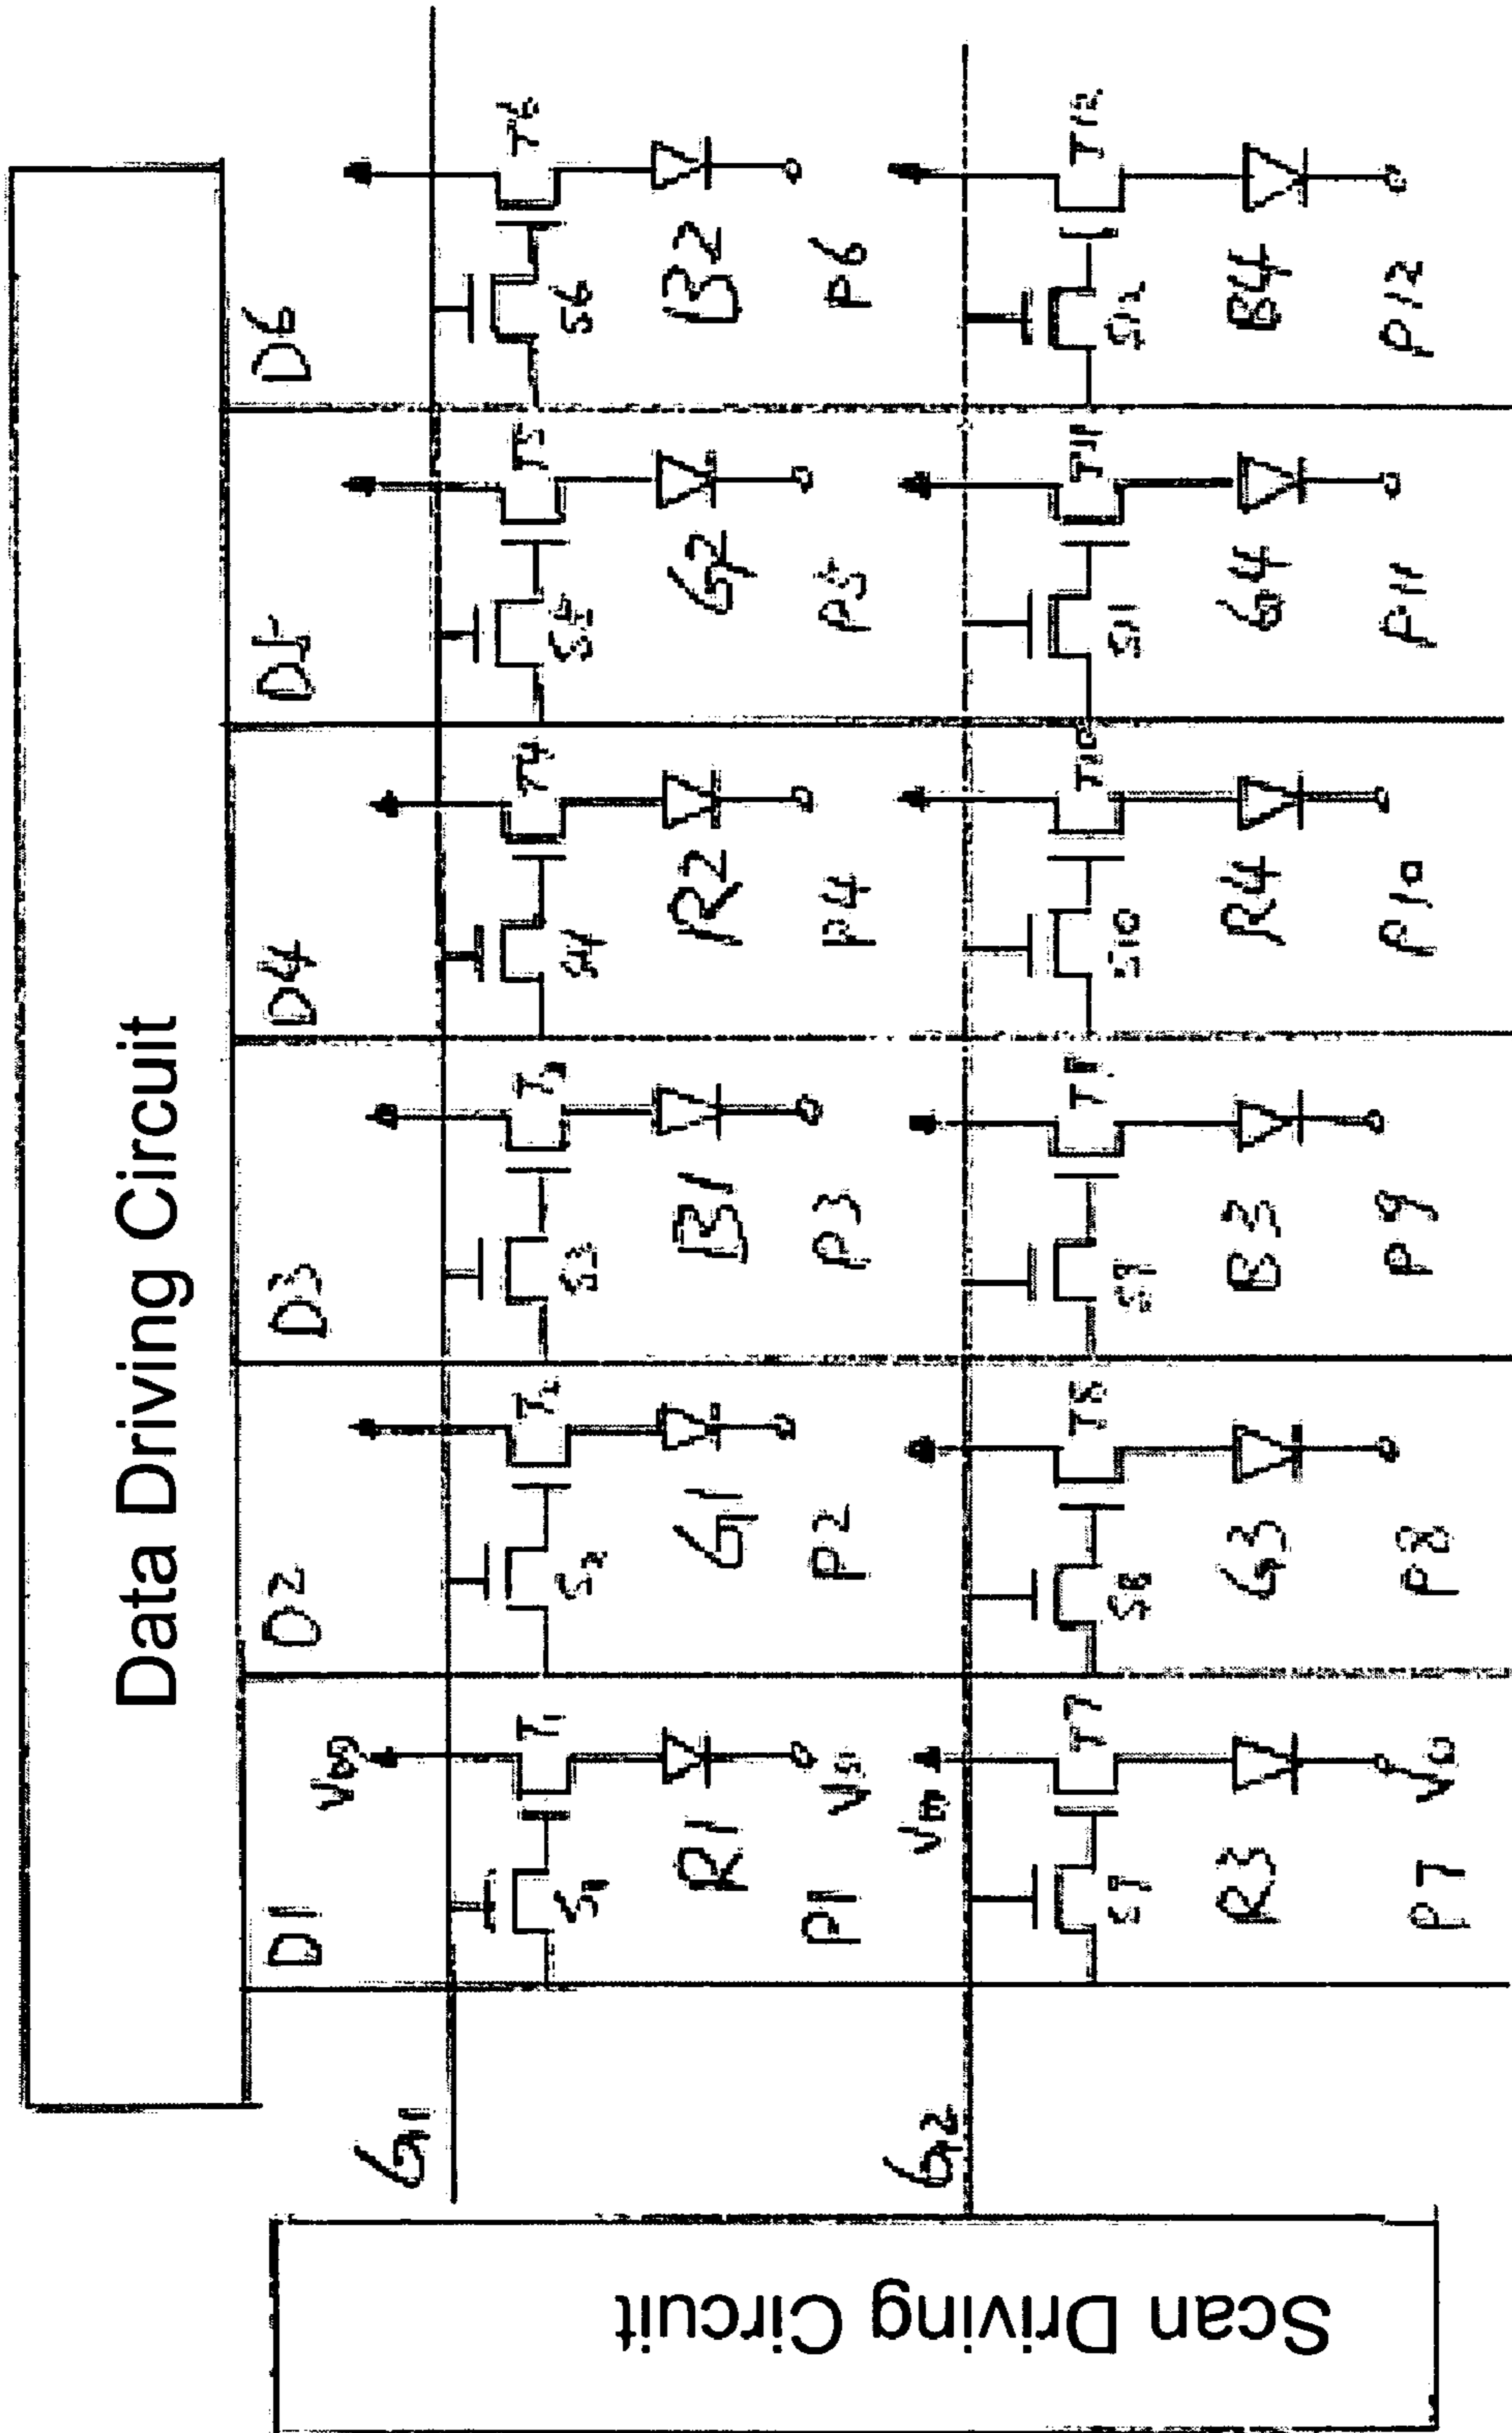 Data Driving Circuit
D1 D2 D3 D4 D5 D6
G1
VDD
T1 T2 T3 T4 T5 T6
S1 S2 S3 S4 S5 S6
R1 G1 B1 R2 G2 B2
P1 P2 P3 P4 P5 P6
G2
T7 T8 T10 T11 T12
S7 S8 S9 S10 S11 S12
R3 G3 B3 R4 G4 B4
P7 P8 P9 P10 P11 P12
Scan Driving Circuit